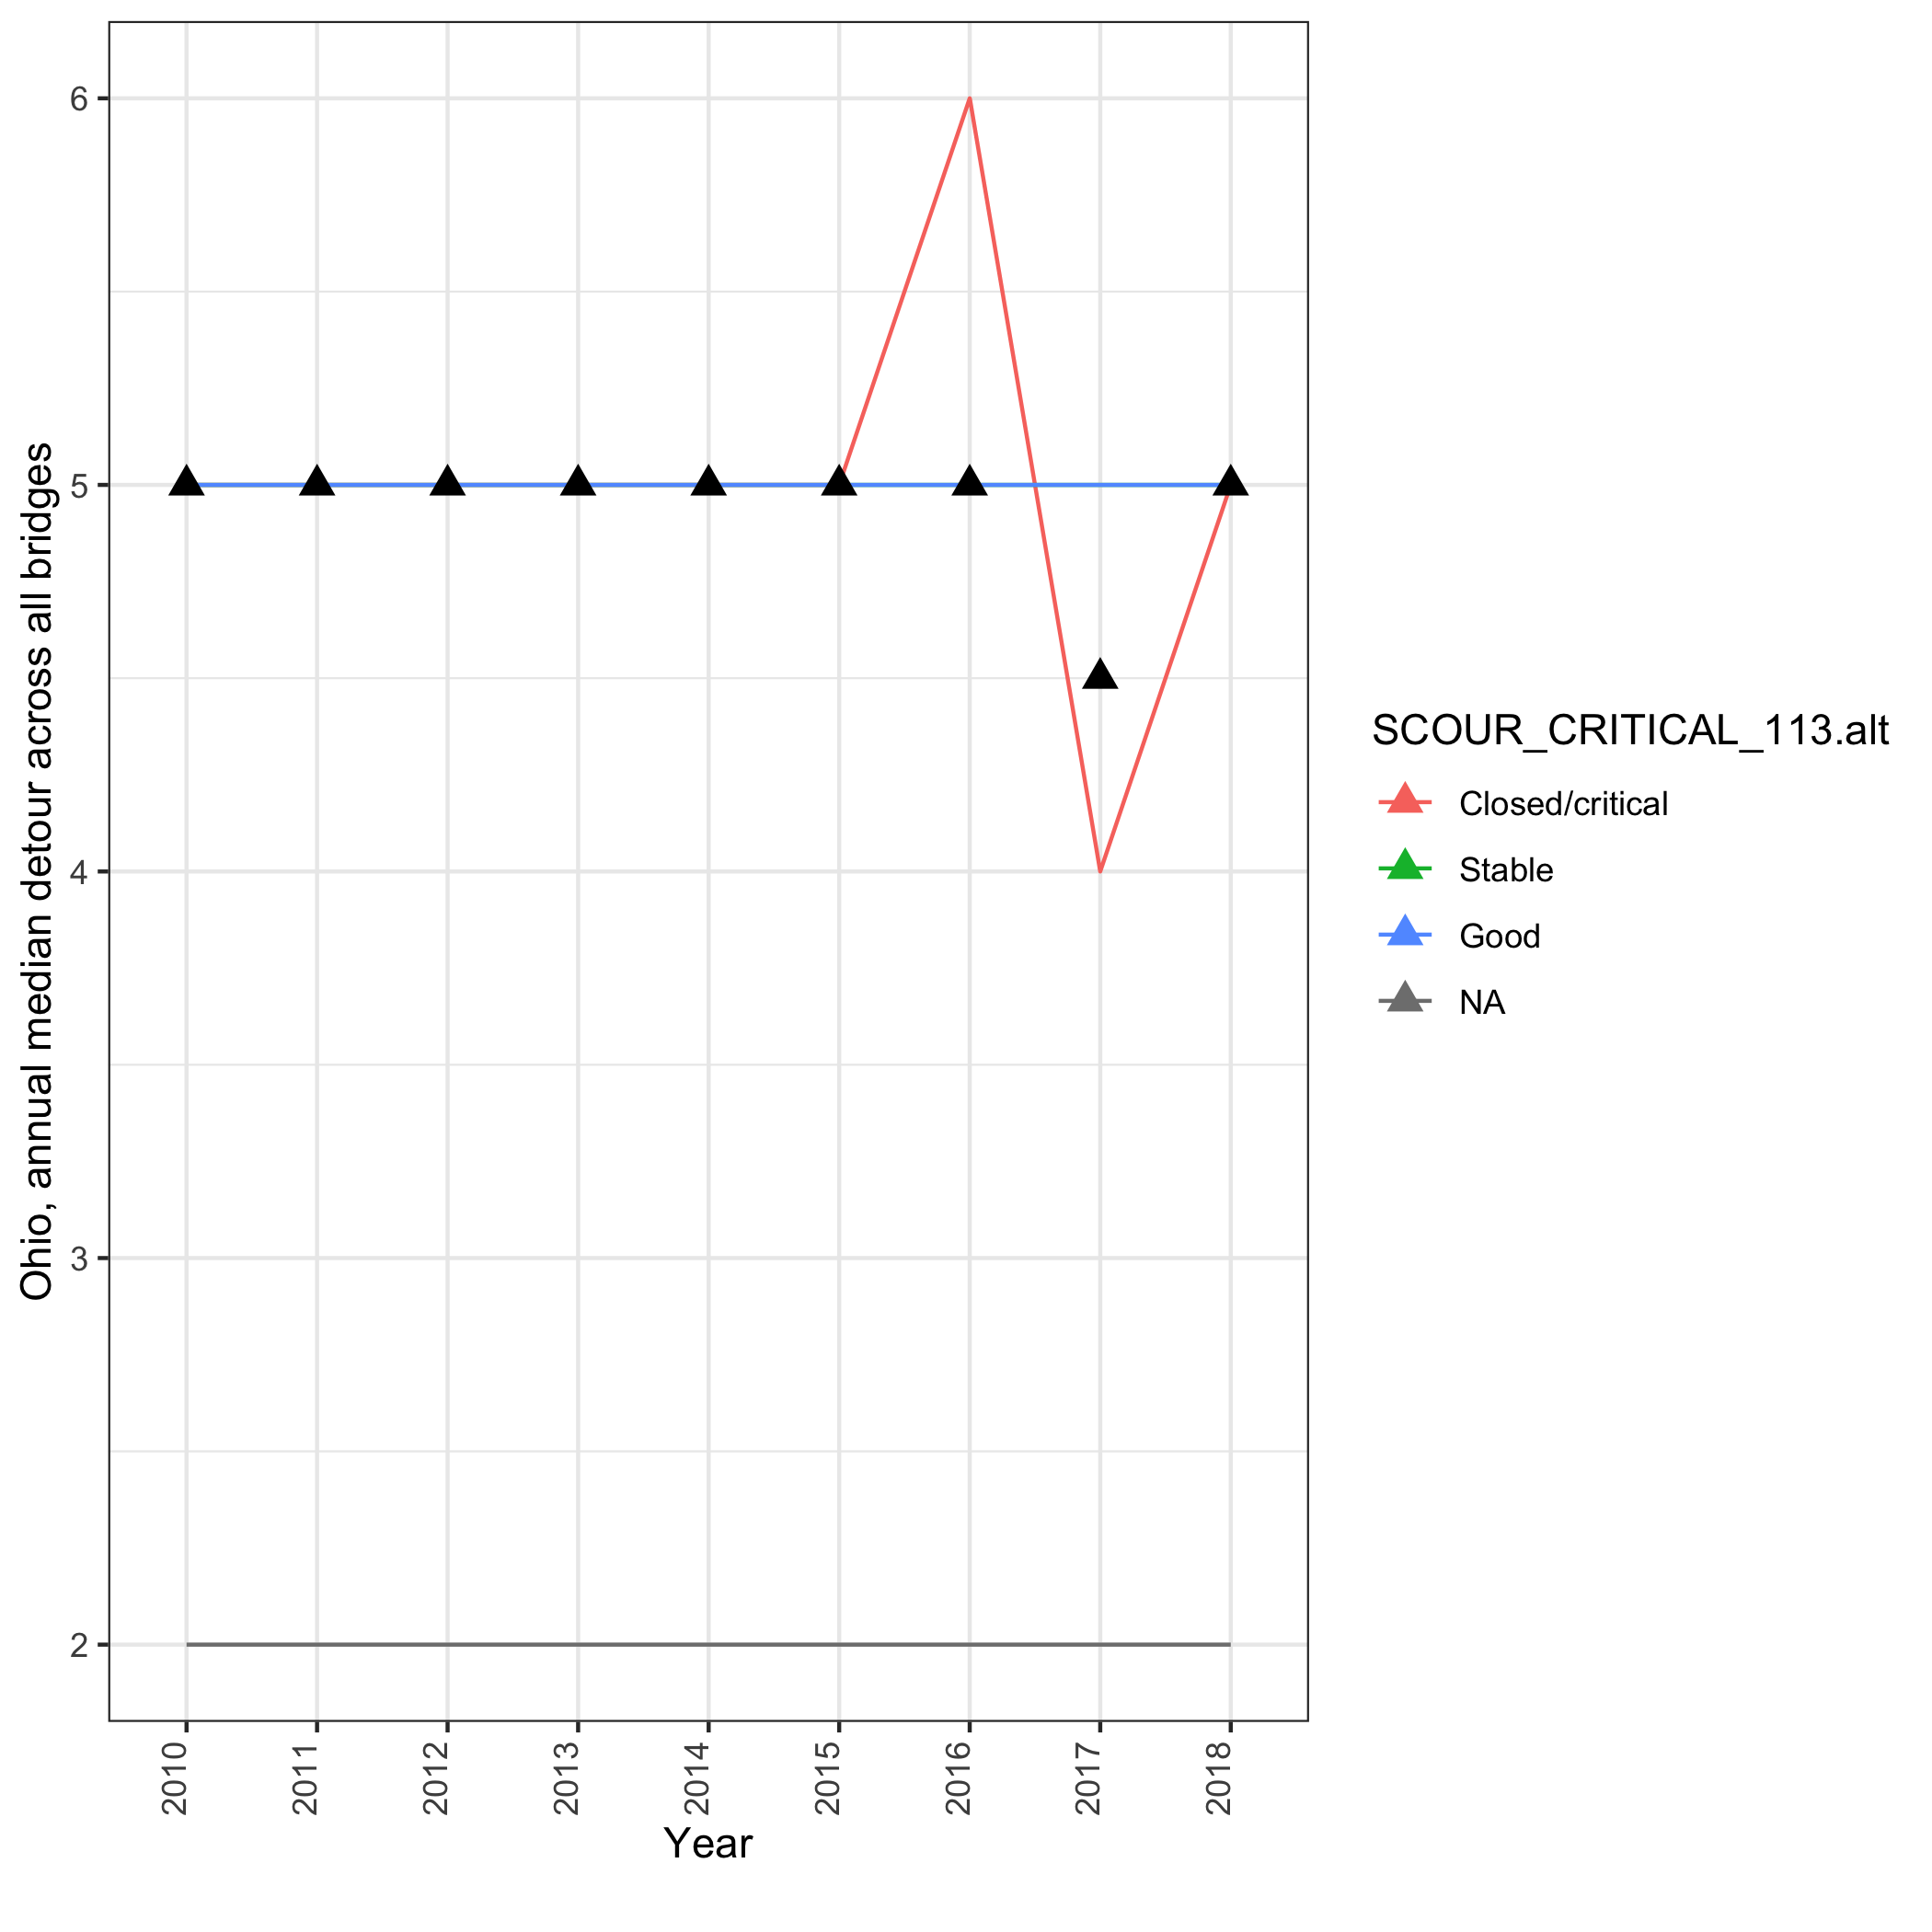 Ohio, annual median detour across all bridges
6
5
4
3
2
2010
2011
2012
2013
2014
2015
2016
2017
2018
Year
SCOUR_CRITICAL_113.alt
Closed/critical
Stable
Good
NA